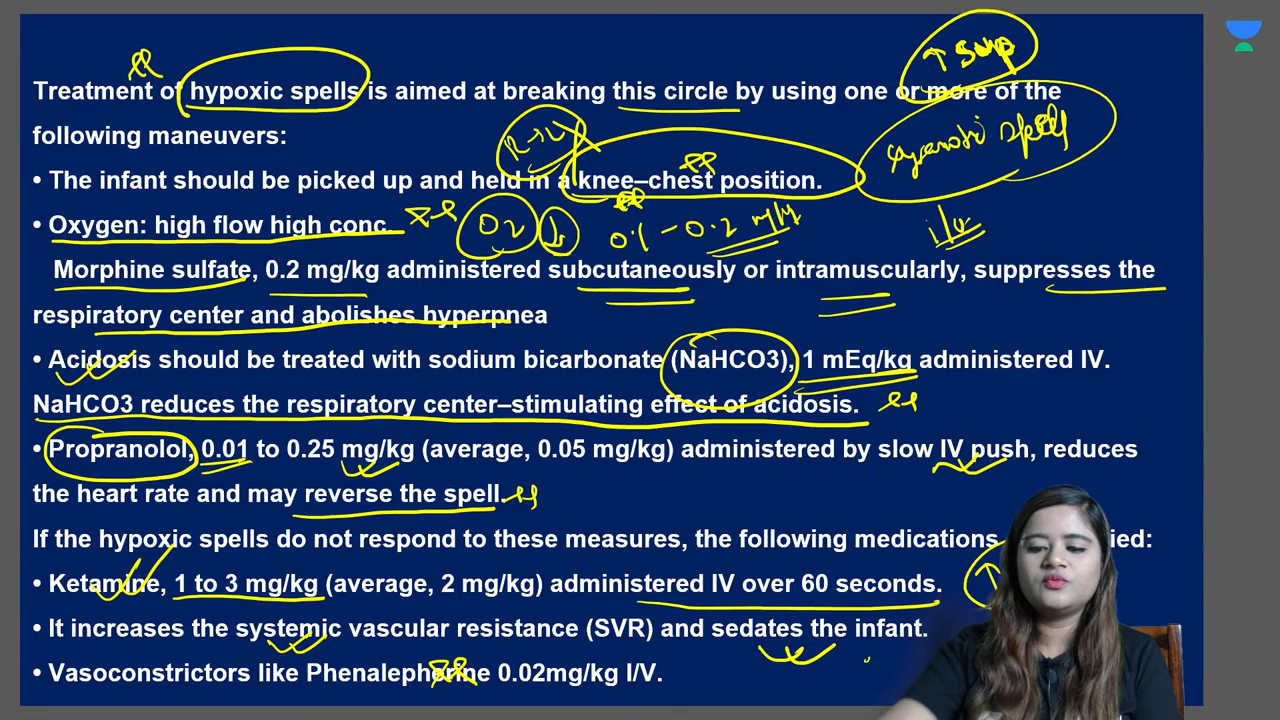 ↑ SVR
Treatment of hypoxic spells is aimed at breaking this circle by using one or more of the
following maneuvers:
R→L
cyanotic spells
• The infant should be picked up and held in a knee–chest position.
• Oxygen: high flow high conc.
O2
0.1 - 0.2 mg/kg
Morphine sulfate, 0.2 mg/kg administered subcutaneously or intramuscularly, suppresses the
respiratory center and abolishes hyperpnea
• Acidosis should be treated with sodium bicarbonate (NaHCO3), 1 mEq/kg administered IV.
NaHCO3 reduces the respiratory center–stimulating effect of acidosis.
• Propranolol, 0.01 to 0.25 mg/kg (average, 0.05 mg/kg) administered by slow IV push, reduces
the heart rate and may reverse the spell.
If the hypoxic spells do not respond to these measures, the following medications
• Ketamine, 1 to 3 mg/kg (average, 2 mg/kg) administered IV over 60 seconds.
• It increases the systemic vascular resistance (SVR) and sedates the infant.
• Vasoconstrictors like Phenalepherine 0.02mg/kg I/V.